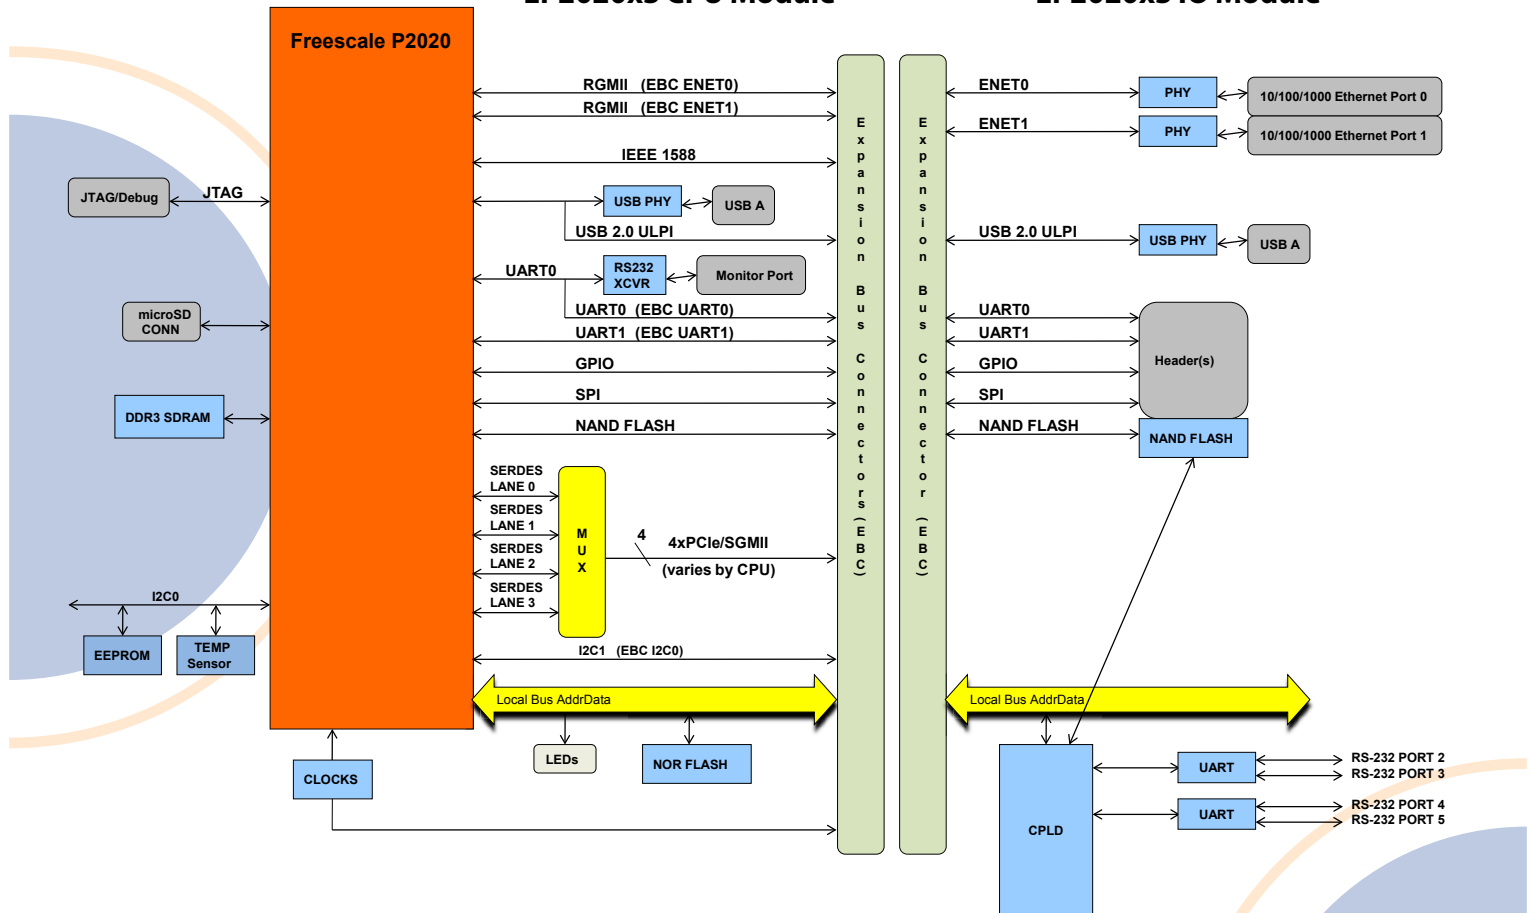 Freescale P2020
RGMII (EBC ENET0)
RGMII (EBC ENET1)
IEEE 1588
JTAG/Debug
JTAG
USB PHY
USB A
USB 2.0 ULPI
UART0
RS232
XCVR
Monitor Port
microSD
CONN
UART0 (EBC UART0)
UART1 (EBC UART1)
GPIO
SPI
DDR3 SDRAM
NAND FLASH
SERDES
LANE 0
SERDES
LANE 1
SERDES
LANE 2
SERDES
LANE 3
MUX
4
4xPCIe/SGMII
(varies by CPU)
I2C0
EEPROM
TEMP
Sensor
I2C1 (EBC I2C0)
Local Bus AddrData
LEDs
NOR FLASH
CLOCKS
Expansion Bus Connectors (EBC)
Expansion Bus Connector (EBC)
ENET0
PHY
10/100/1000 Ethernet Port 0
ENET1
PHY
10/100/1000 Ethernet Port 1
USB 2.0 ULPI
USB PHY
USB A
UART0
UART1
GPIO
SPI
Header(s)
NAND FLASH
NAND FLASH
Local Bus AddrData
CPLD
UART
RS-232 PORT 2
RS-232 PORT 3
UART
RS-232 PORT 4
RS-232 PORT 5